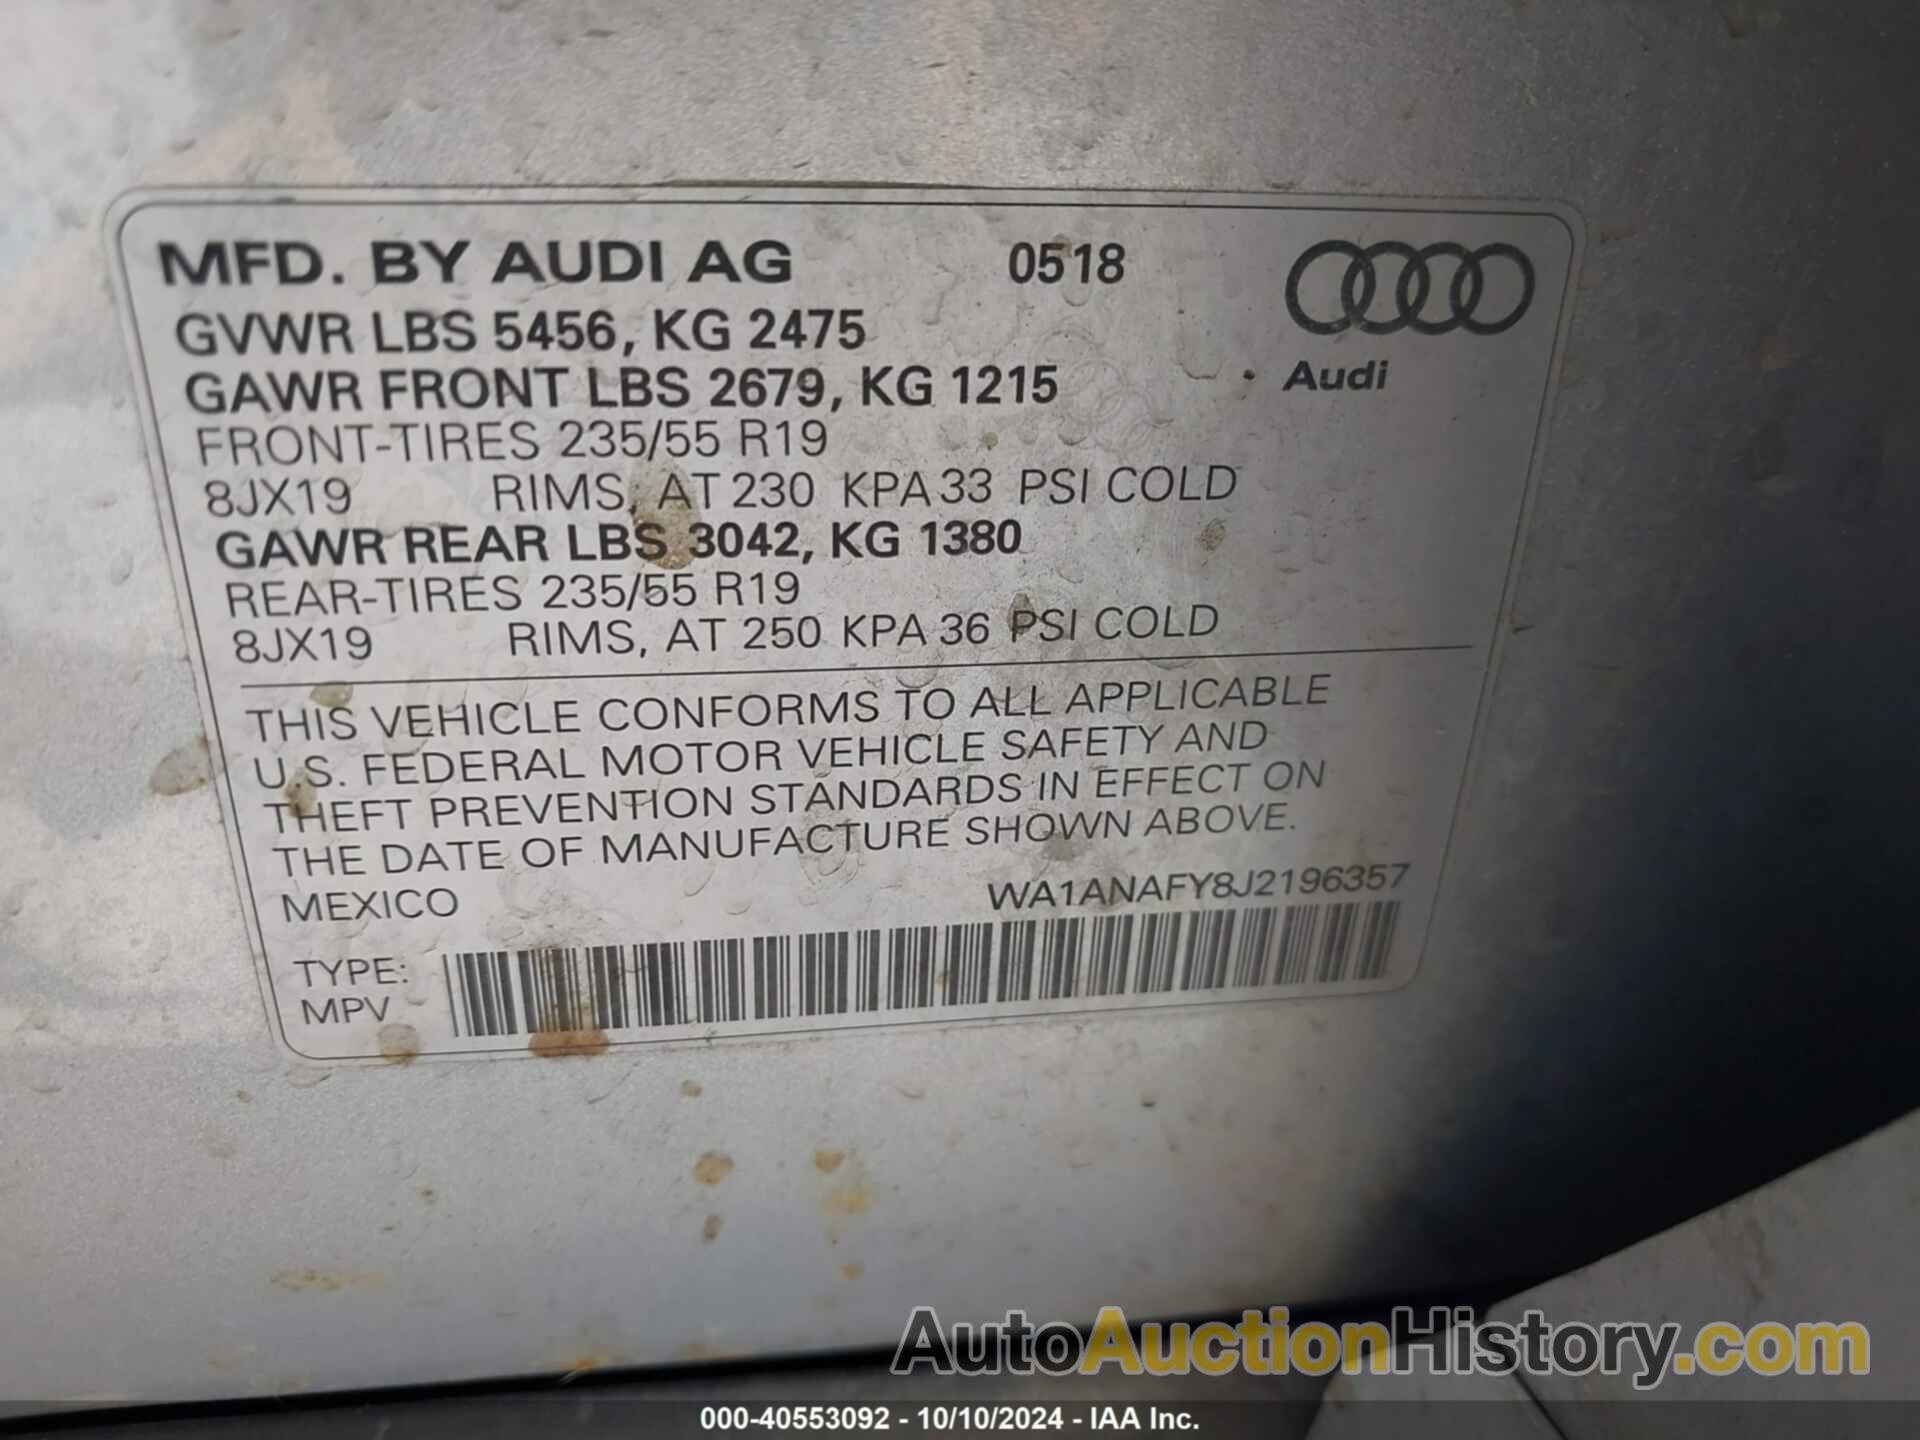 MFD. BY AUDI AG 0518
GVWR LBS 5456, KG 2475
GAWR FRONT LBS 2679, KG 1215
Audi
FRONT-TIRES 235/55 R19
8JX19 RIMS, AT 230 KPA 33 PSI COLD
GAWR REAR LBS 3042, KG 1380
REAR-TIRES 235/55 R19
8JX19 RIMS, AT 250 KPA 36 PSI COLD
THIS VEHICLE CONFORMS TO ALL APPLICABLE
U.S. FEDERAL MOTOR VEHICLE SAFETY AND
THEFT PREVENTION STANDARDS IN EFFECT ON
THE DATE OF MANUFACTURE SHOWN ABOVE.
MEXICO WA1ANAFY8J2196357
TYPE:
MPV
AutoAuctionHistory.com
000-40553092 - 10/10/2024 - IAA Inc.